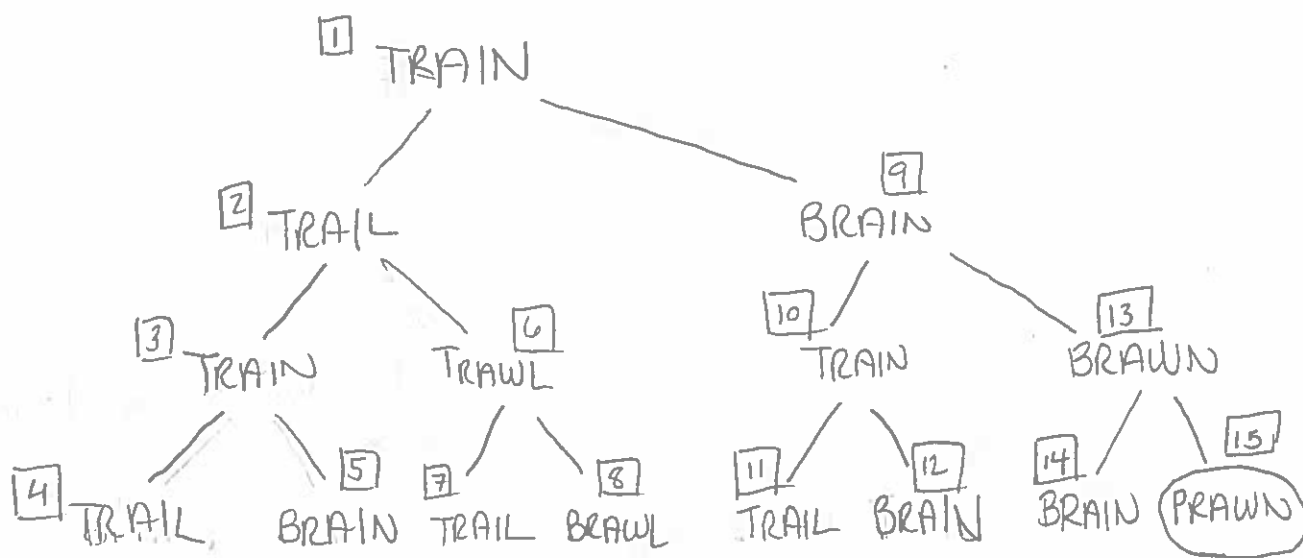 1 TRAIN
9
2 TRAIL BRAIN
3 6 10 13
TRAIN TRAWL TRAIN BRAWN
4 5 7 8 11 12 14 15
TRAIL BRAIN TRAIL BRAWL TRAIL BRAIN BRAIN PRAWN